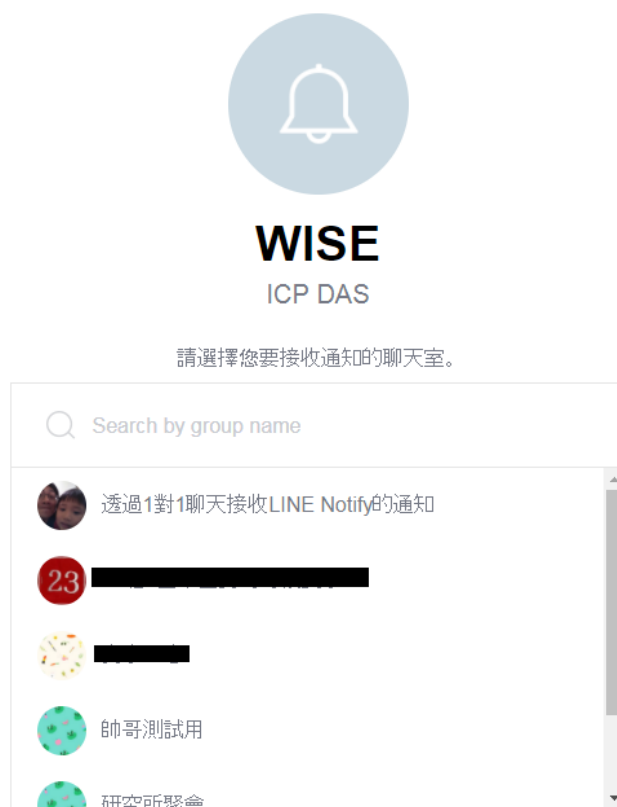 WISE
ICP DAS
請選擇您要接收通知的聊天室。
Search by group name
透過1對1聊天接收LINE Notify的通知
23
帥哥測試用
研究所聚會